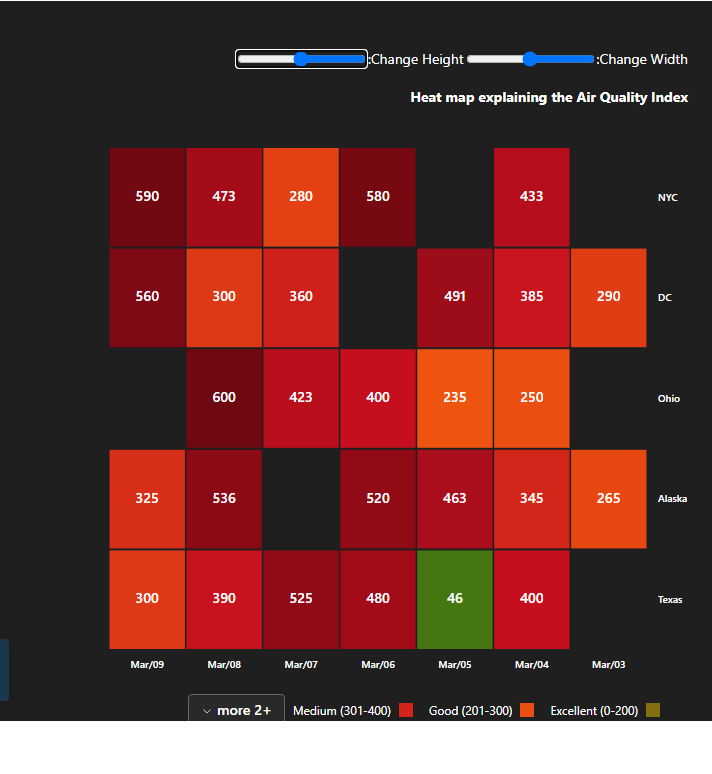 :Change Height :Change Width
Heat map explaining the Air Quality Index
590 473 280 580 433 NYC
560 300 360 491 385 290 DC
600 423 400 235 250 Ohio
325 536 520 463 345 265 Alaska
300 390 525 480 46 400 Texas
Mar/09 Mar/08 Mar/07 Mar/06 Mar/05 Mar/04 Mar/03
more 2+ Medium (301-400) Good (201-300) Excellent (0-200)